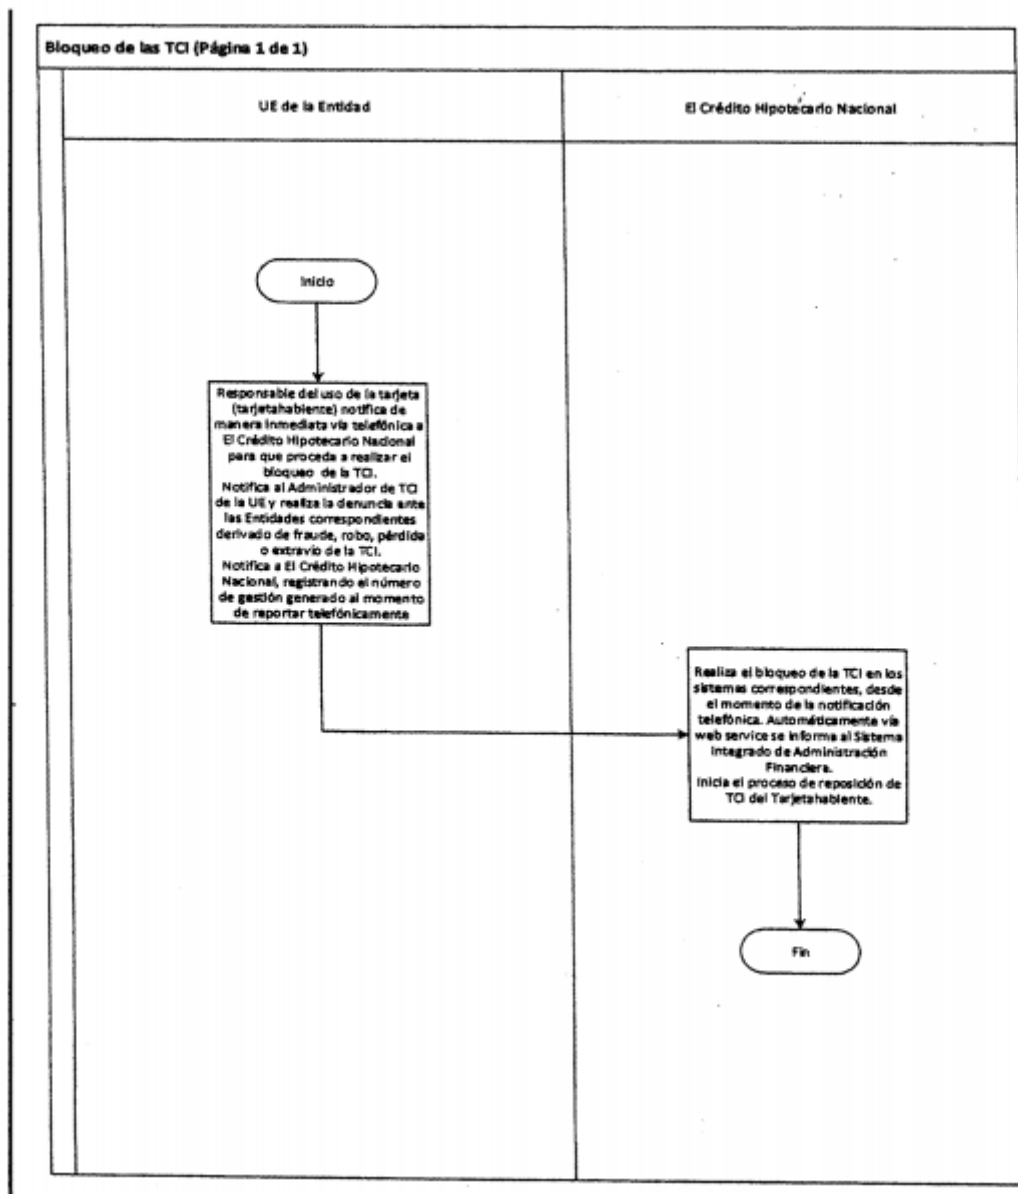 Bloqueo de las TCI (Página 1 de 1)
UE de la Entidad
El Crédito Hipotecario Nacional
Inicio
Responsable del uso de la tarjeta
(tarjetahabiente) notifica de
manera inmediata vía telefónica a
El Crédito Hipotecario Nacional
para que proceda a realizar el
bloqueo de la TCI.
Notifica al Administrador de TCI
de la UE y realiza la denuncia ante
las Entidades correspondientes
derivado de fraude, robo, pérdida
o extravío de la TCI.
Notifica a El Crédito Hipotecario
Nacional, registrando el número
de gestión generado al momento
de reportar telefónicamente
Realiza el bloqueo de la TCI en los
sistemas correspondientes, desde
el momento de la notificación
telefónica. Automáticamente vía
web service se informa al Sistema
Integrado de Administración
Financiera.
Inicia el proceso de reposición de
TCI del Tarjetahabiente.
Fin